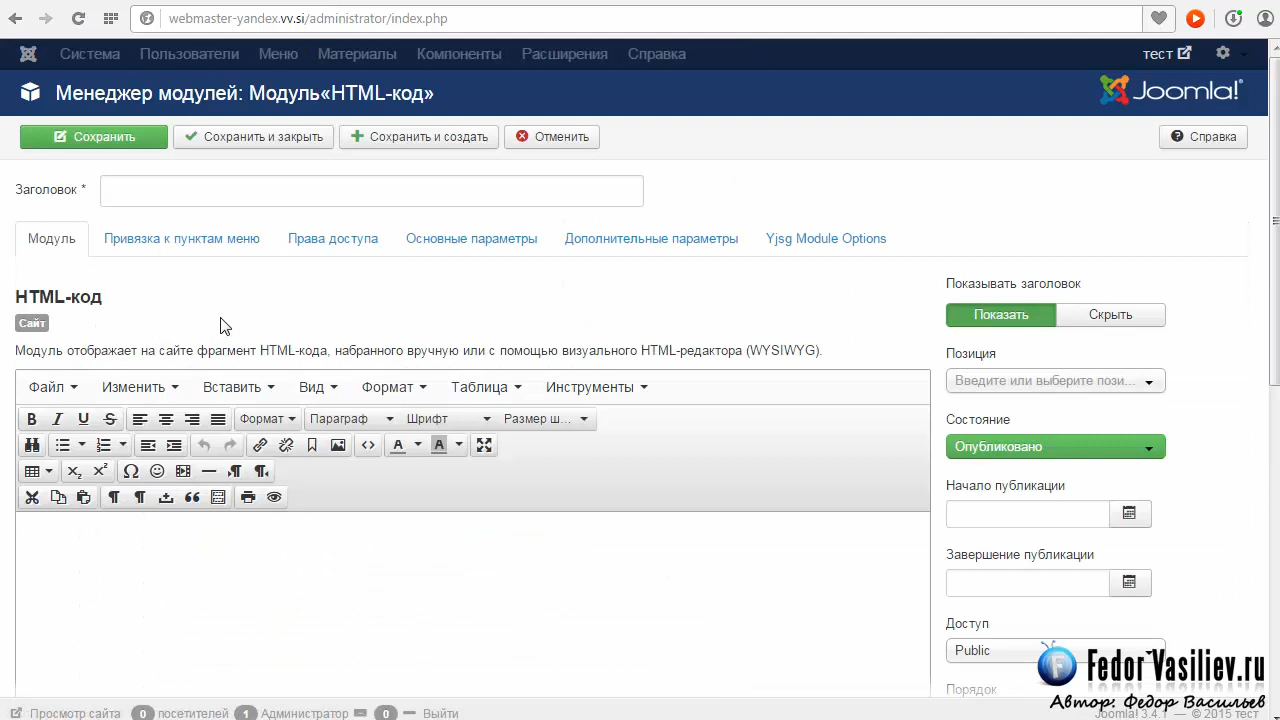 webmaster-yandex.vv.si/administrator/index.php
Система Пользователи Меню Материалы Компоненты Расширения Справка тест
Менеджер модулей: Модуль«HTML-код» Joomla!
Сохранить Сохранить и закрыть Сохранить и создать Отменить Справка
Заголовок *
Модуль Привязка к пунктам меню Права доступа Основные параметры Дополнительные параметры Yjsg Module Options
HTML-код
Сайт
Модуль отображает на сайте фрагмент HTML-кода, набранного вручную или с помощью визуального HTML-редактора (WYSIWYG).
Файл Изменить Вставить Вид Формат Таблица Инструменты
Формат Параграф Шрифт Размер ш...
Показывать заголовок
Показать Скрыть
Позиция
Введите или выберите пози...
Состояние
Опубликовано
Начало публикации
Завершение публикации
Доступ
Public
Порядок
FedorVasiliev.ru
Автор: Федор Васильев
Просмотр сайта 0 посетителей 1 Администратор 0 Выйти
Joomla! 3.4.1 — © 2015 тест